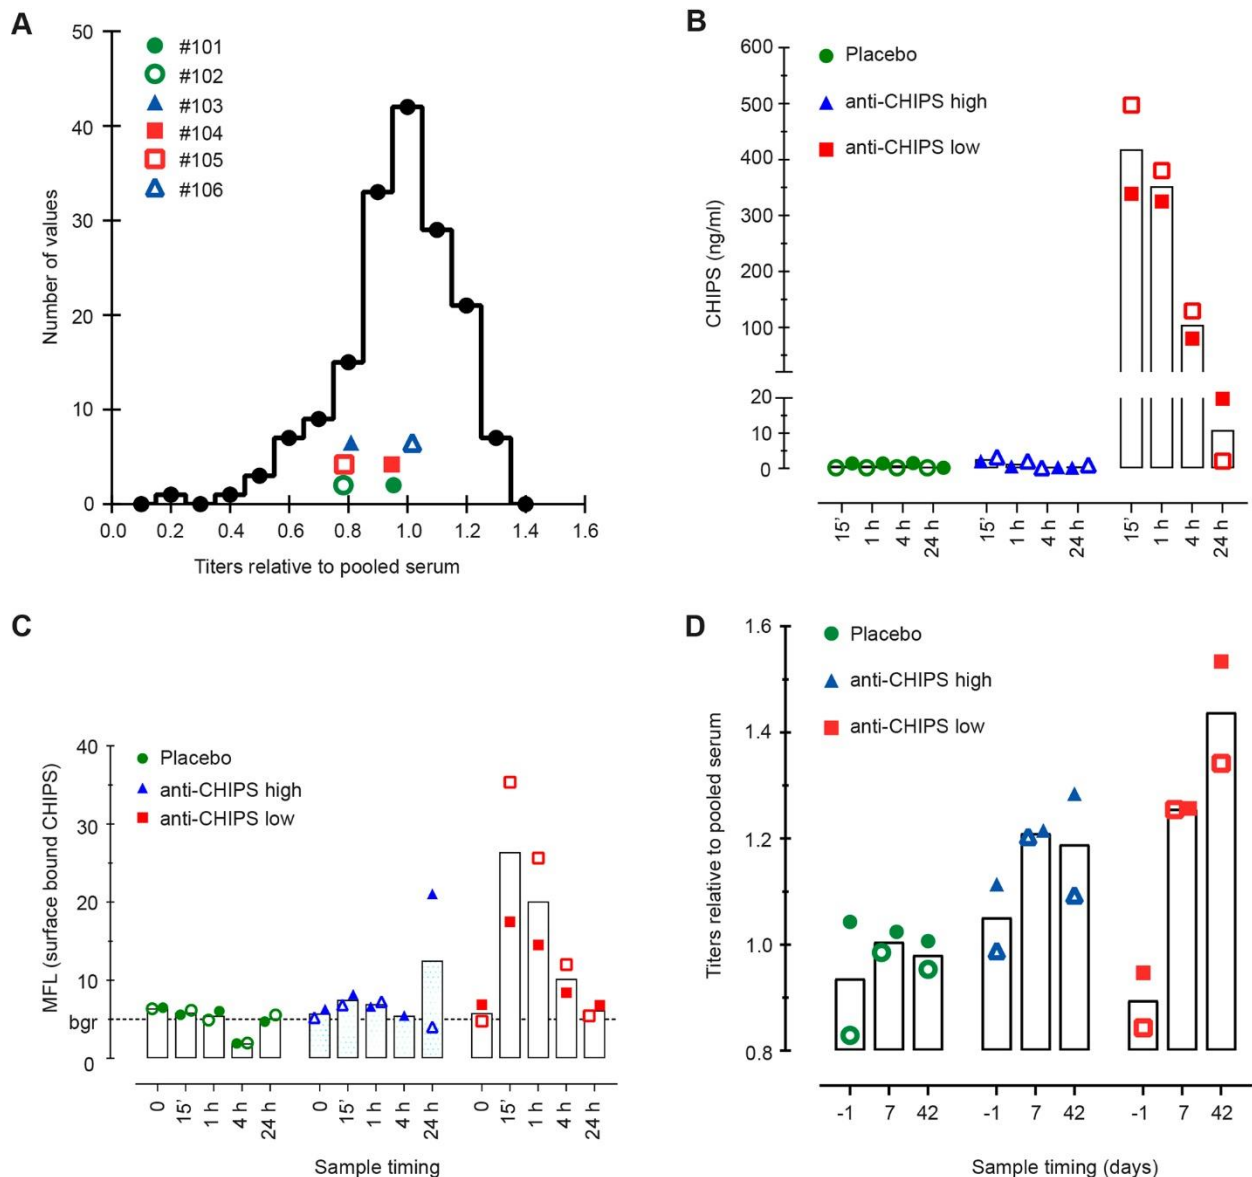 A
50
40
30
20
10
0
Number of values
#101
#102
#103
#104
#105
#106
0.0 0.2 0.4 0.6 0.8 1.0 1.2 1.4 1.6
Titers relative to pooled serum
B
600
500
400
300
200
100
20
10
0
CHIPS (ng/ml)
Placebo
anti-CHIPS high
anti-CHIPS low
15’ 1 h 4 h 24 h 15’ 1 h 4 h 24 h 15’ 1 h 4 h 24 h
C
40
30
20
10
bgr
0
MFL (surface bound CHIPS)
Placebo
anti-CHIPS high
anti-CHIPS low
0 15’ 1 h 4 h 24 h 0 15’ 1 h 4 h 24 h 0 15’ 1 h 4 h 24 h
Sample timing
D
1.6
1.4
1.2
1.0
0.8
Titers relative to pooled serum
Placebo
anti-CHIPS high
anti-CHIPS low
-1 7 42 -1 7 42 -1 7 42
Sample timing (days)